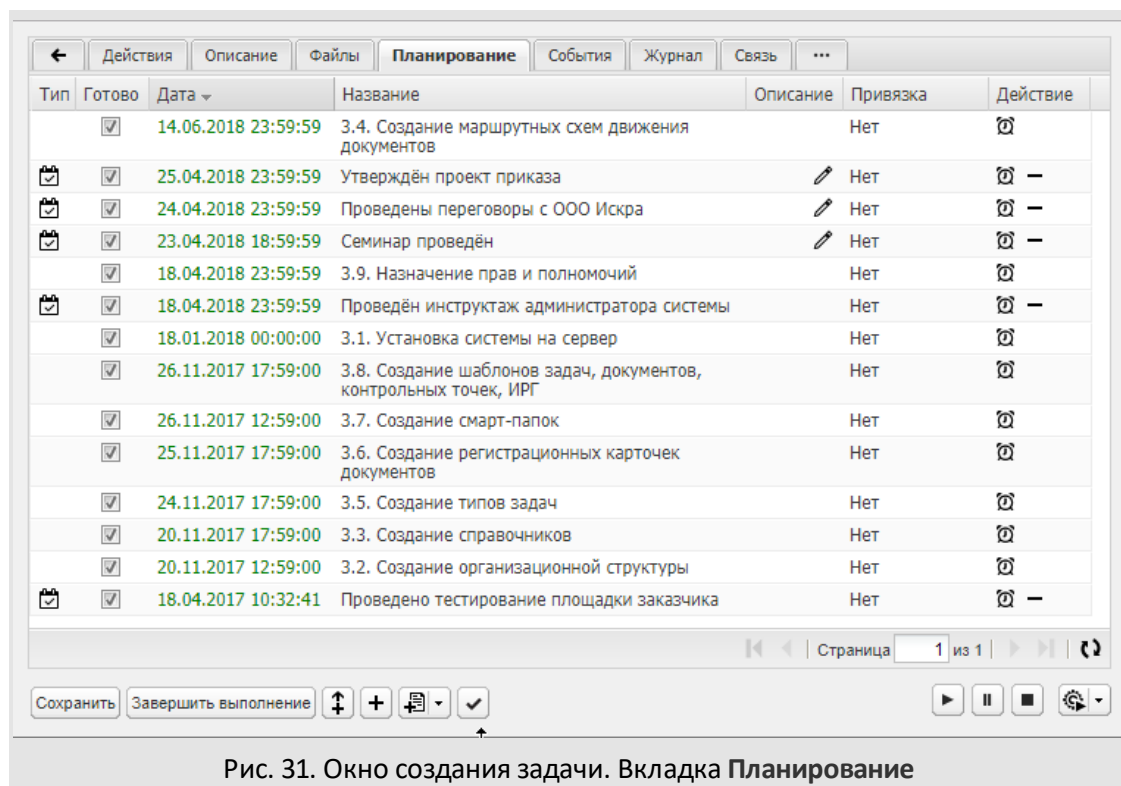 Действия Описание Файлы Планирование События Журнал Связь ...
Тип Готово Дата Название Описание Привязка Действие
14.06.2018 23:59:59 3.4. Создание маршрутных схем движения Нет
документов
25.04.2018 23:59:59 Утверждён проект приказа Нет
24.04.2018 23:59:59 Проведены переговоры с ООО Искра Нет
23.04.2018 18:59:59 Семинар проведён Нет
18.04.2018 23:59:59 3.9. Назначение прав и полномочий Нет
18.04.2018 23:59:59 Проведён инструктаж администратора системы Нет
18.01.2018 00:00:00 3.1. Установка системы на сервер Нет
26.11.2017 17:59:00 3.8. Создание шаблонов задач, документов, Нет
контрольных точек, ИРГ
26.11.2017 12:59:00 3.7. Создание смарт-папок Нет
25.11.2017 17:59:00 3.6. Создание регистрационных карточек Нет
документов
24.11.2017 17:59:00 3.5. Создание типов задач Нет
20.11.2017 17:59:00 3.3. Создание справочников Нет
20.11.2017 12:59:00 3.2. Создание организационной структуры Нет
18.04.2017 10:32:41 Проведено тестирование площадки заказчика Нет
Страница 1 из 1
Сохранить Завершить выполнение
Рис. 31. Окно создания задачи. Вкладка Планирование